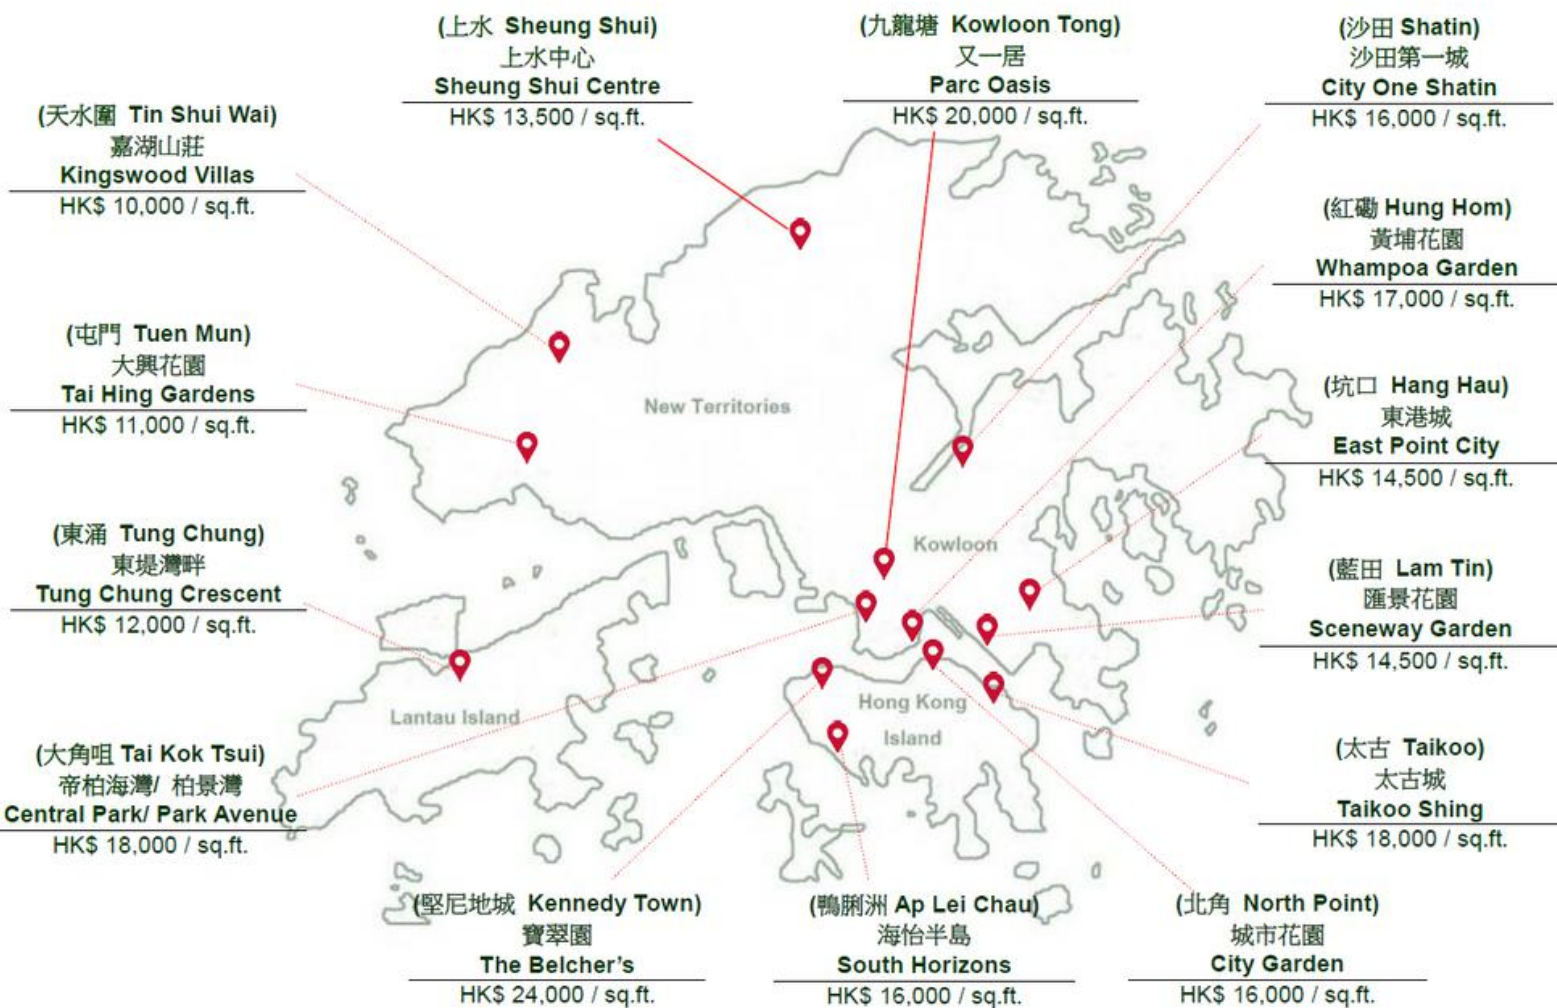 (上水 Sheung Shui)
上水中心
Sheung Shui Centre
HK$ 13,500 / sq.ft.
(九龍塘 Kowloon Tong)
又一居
Parc Oasis
HK$ 20,000 / sq.ft.
(沙田 Shatin)
沙田第一城
City One Shatin
HK$ 16,000 / sq.ft.
(天水圍 Tin Shui Wai)
嘉湖山莊
Kingswood Villas
HK$ 10,000 / sq.ft.
(紅磡 Hung Hom)
黃埔花園
Whampoa Garden
HK$ 17,000 / sq.ft.
(屯門 Tuen Mun)
大興花園
Tai Hing Gardens
HK$ 11,000 / sq.ft.
New Territories
(坑口 Hang Hau)
東港城
East Point City
HK$ 14,500 / sq.ft.
(東涌 Tung Chung)
東堤灣畔
Tung Chung Crescent
HK$ 12,000 / sq.ft.
Kowloon
(藍田 Lam Tin)
匯景花園
Sceneway Garden
HK$ 14,500 / sq.ft.
Lantau Island
Hong Kong
Island
(大角咀 Tai Kok Tsui)
帝柏海灣/ 柏景灣
Central Park/ Park Avenue
HK$ 18,000 / sq.ft.
(太古 Taikoo)
太古城
Taikoo Shing
HK$ 18,000 / sq.ft.
(堅尼地城 Kennedy Town)
寶翠園
The Belcher's
HK$ 24,000 / sq.ft.
(鴨脷洲 Ap Lei Chau)
海怡半島
South Horizons
HK$ 16,000 / sq.ft.
(北角 North Point)
城市花園
City Garden
HK$ 16,000 / sq.ft.